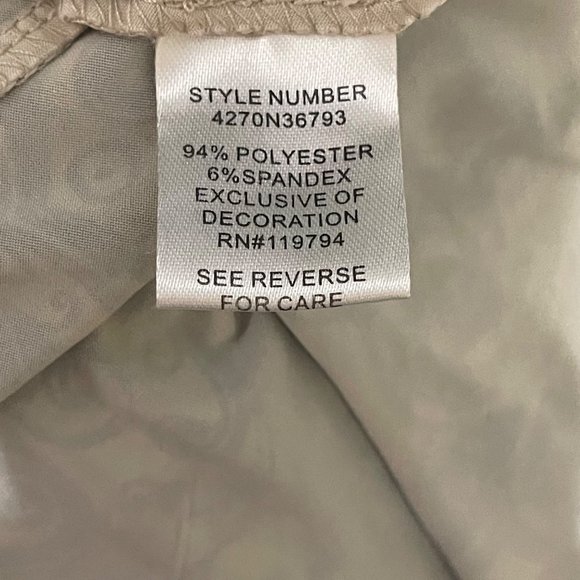 STYLE NUMBER
4270N36793
94% POLYESTER
6%SPANDEX
EXCLUSIVE OF
DECORATION
RN#119794
SEE REVERSE
FOR CARE